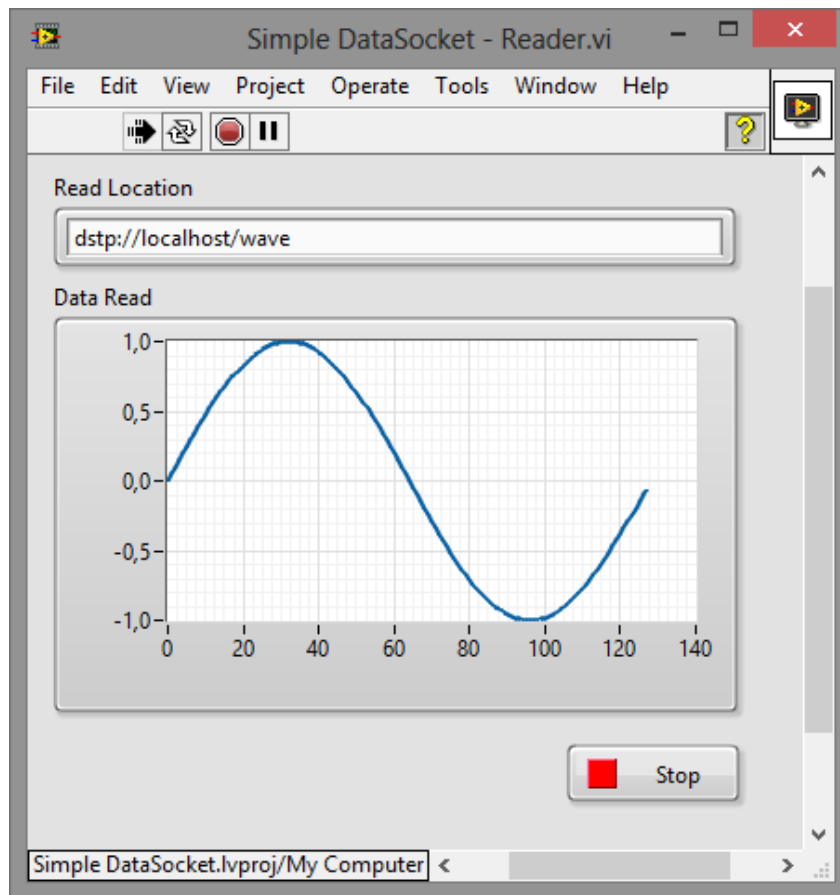 Simple DataSocket - Reader.vi
File Edit View Project Operate Tools Window Help
?
Read Location
dstp://localhost/wave
Data Read
1,0
0,5
0,0
-0,5
-1,0
0 20 40 60 80 100 120 140
Stop
Simple DataSocket.lvproj/My Computer